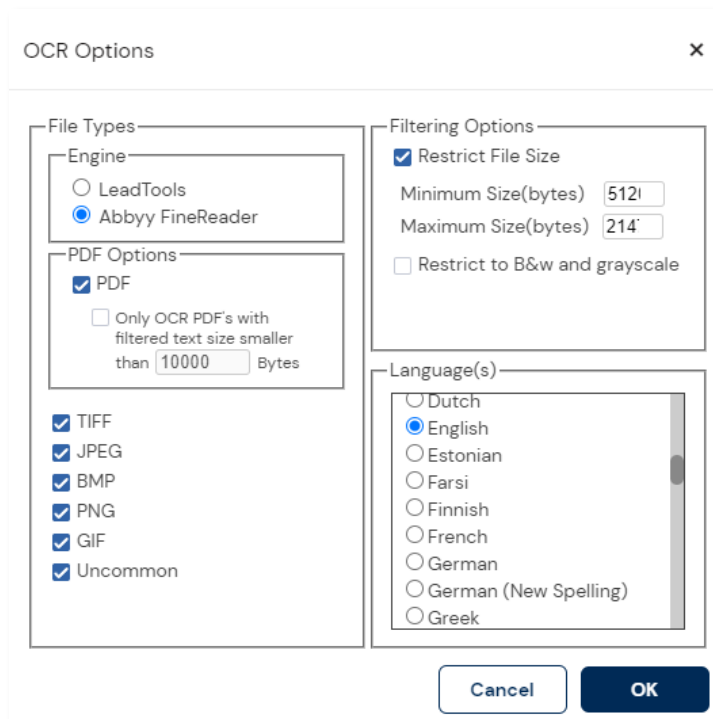 OCR Options
File Types
Engine
LeadTools
Abbyy FineReader
PDF Options
PDF
Only OCR PDF's with
filtered text size smaller
than 10000 Bytes
TIFF
JPEG
BMP
PNG
GIF
Uncommon
Filtering Options
Restrict File Size
Minimum Size(bytes)
Maximum Size(bytes)
Restrict to B&w and grayscale
Language(s)
Dutch
English
Estonian
Farsi
Finnish
French
German
German (New Spelling)
Greek
Cancel OK